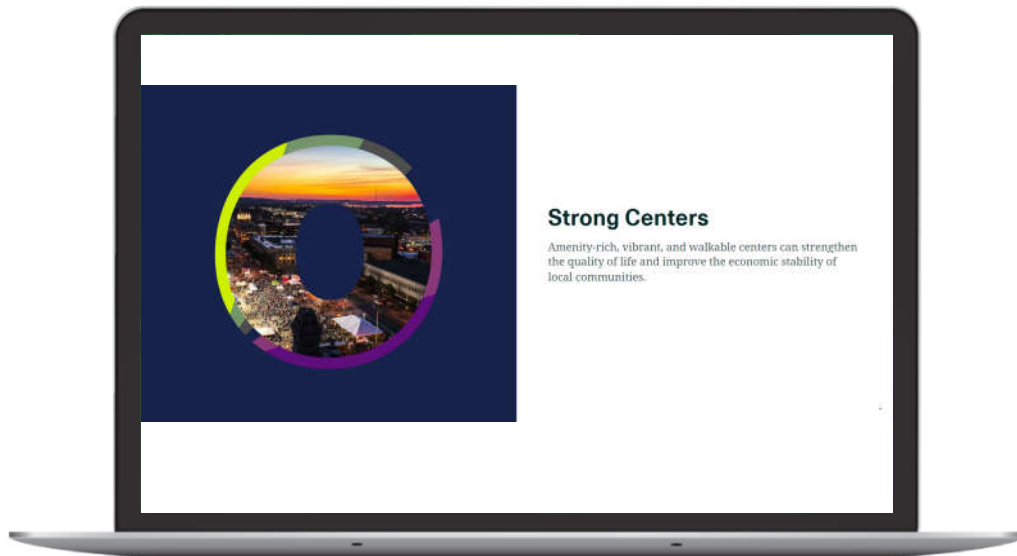 Strong Centers
Amenity-rich, vibrant, and walkable centers can strengthen
the quality of life and improve the economic stability of
local communities.